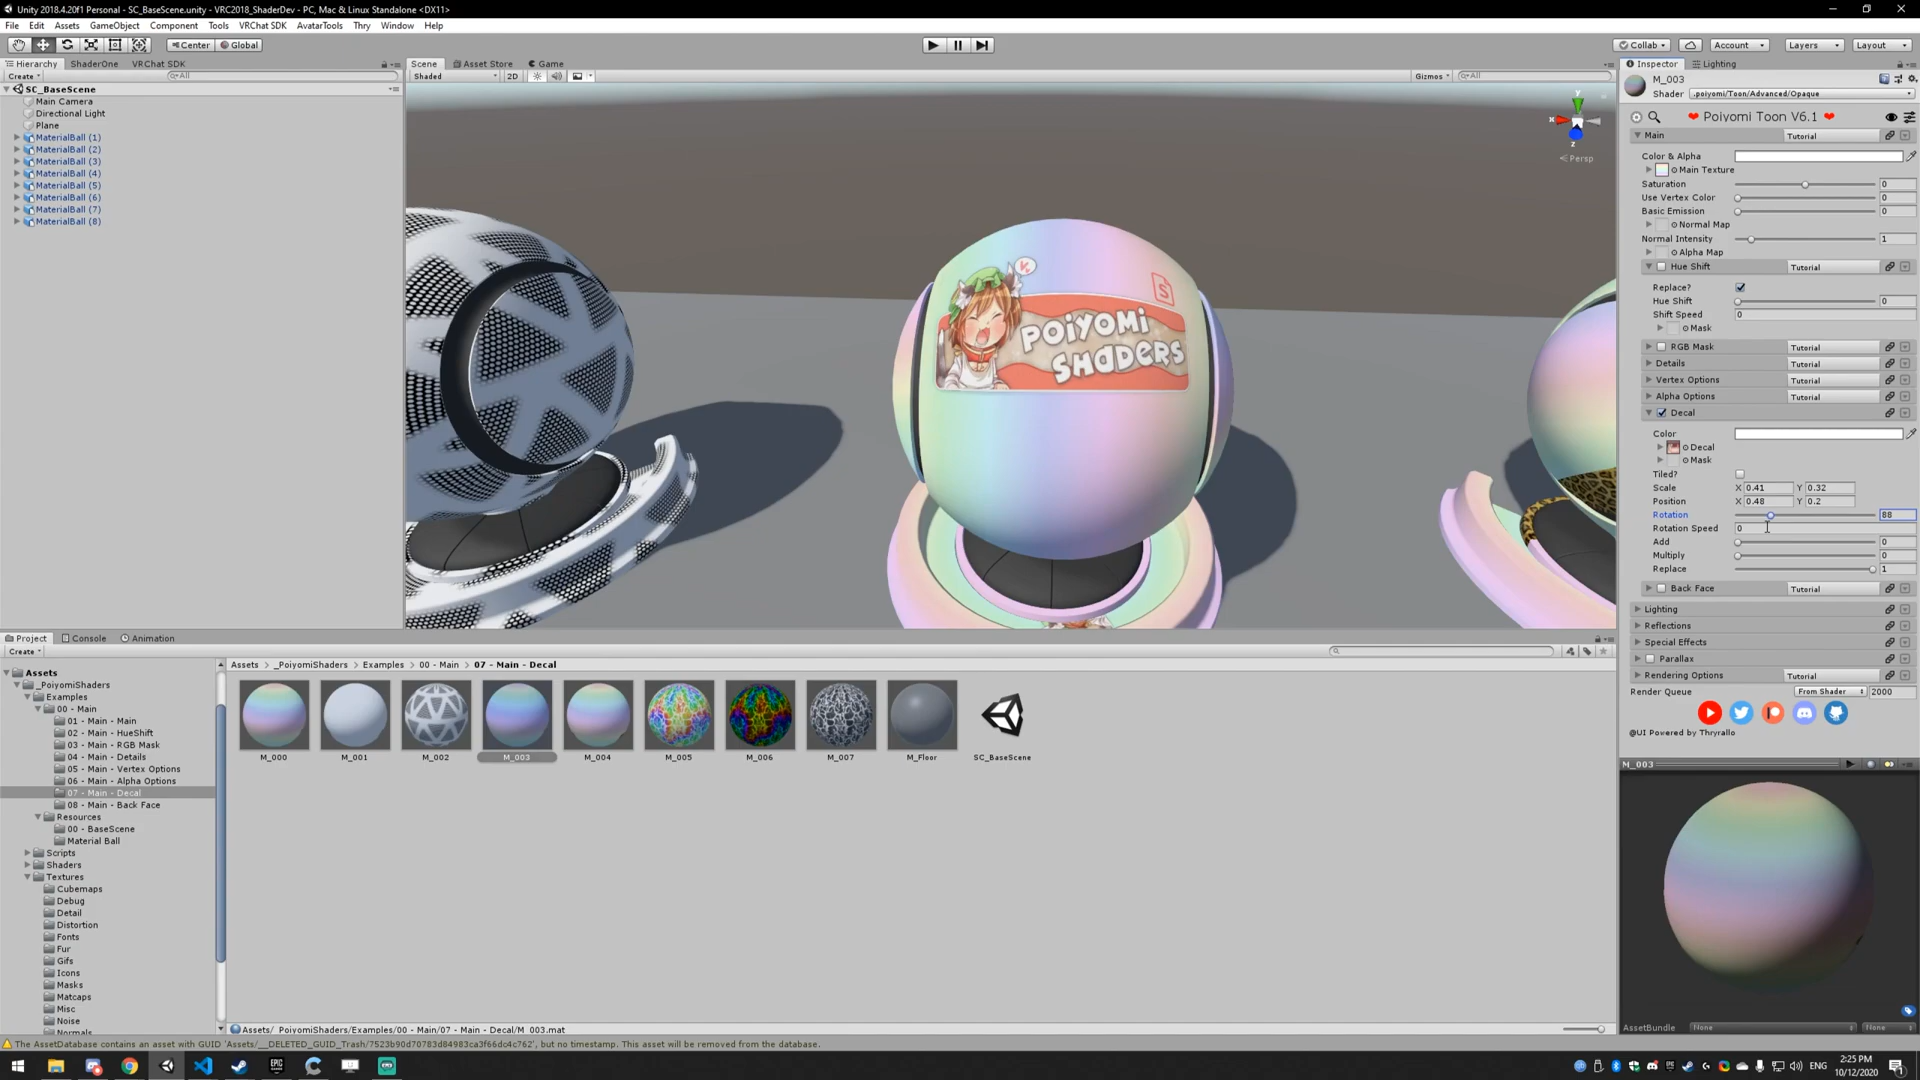 Unity 2018.4.20f1 Personal - SC_BaseScene.unity - VRC2018_ShaderDev - PC, Mac & Linux Standalone <DX11>
File Edit Assets GameObject Component Tools VRChat SDK AvatarTools Thry Window Help
Center Global Collab Account Layers Layout
Hierarchy ShaderOne VRChat SDK
Create All
SC_BaseScene
Main Camera
Directional Light
Plane
MaterialBall (1)
MaterialBall (2)
MaterialBall (3)
MaterialBall (4)
MaterialBall (5)
MaterialBall (6)
MaterialBall (7)
MaterialBall (8)
Scene Asset Store Game
Shaded 2D Gizmos All
y
x
z
Persp
POIYOMI
SHADERS
Inspector Lighting
M_003
Shader .poiyomi/Toon/Advanced/Opaque
Poiyomi Toon V6.1
Main Tutorial
Color & Alpha
Main Texture
Saturation 0
Use Vertex Color 0
Basic Emission 0
Normal Map
Normal Intensity 1
Alpha Map
Hue Shift Tutorial
Replace?
Hue Shift 0
Shift Speed 0
Mask
RGB Mask Tutorial
Details Tutorial
Vertex Options Tutorial
Alpha Options Tutorial
Decal
Color
Decal
Mask
Tiled?
Scale X 0.41 Y 0.32
Position X 0.48 Y 0.2
Rotation 88
Rotation Speed 0
Add 0
Multiply 0
Replace 1
Back Face Tutorial
Lighting
Reflections
Special Effects
Parallax
Rendering Options Tutorial
Render Queue From Shader 2000
@UI Powered by Thryrallo
M_003
AssetBundle None None
Project Console Animation
Create
Assets
_PoiyomiShaders
Examples
00 - Main
01 - Main - Main
02 - Main - HueShift
03 - Main - RGB Mask
04 - Main - Details
05 - Main - Vertex Options
06 - Main - Alpha Options
07 - Main - Decal
08 - Main - Back Face
Resources
00 - BaseScene
Material Ball
Scripts
Shaders
Textures
Cubemaps
Debug
Detail
Distortion
Fonts
Fur
Gifs
Icons
Masks
Matcaps
Misc
Noise
Normals
Assets _PoiyomiShaders Examples 00 - Main 07 - Main - Decal
M_000 M_001 M_002 M_003 M_004 M_005 M_006 M_007 M_Floor SC_BaseScene
Assets/_PoiyomiShaders/Examples/00 - Main/07 - Main - Decal/M_003.mat
The AssetDatabase contains an asset with GUID 'Assets/__DELETED_GUID_Trash/7523b90d70783d84983ca3f66dc4c762', but no timestamp. This asset will be removed from the database.
ENG
2:25 PM
10/12/2020